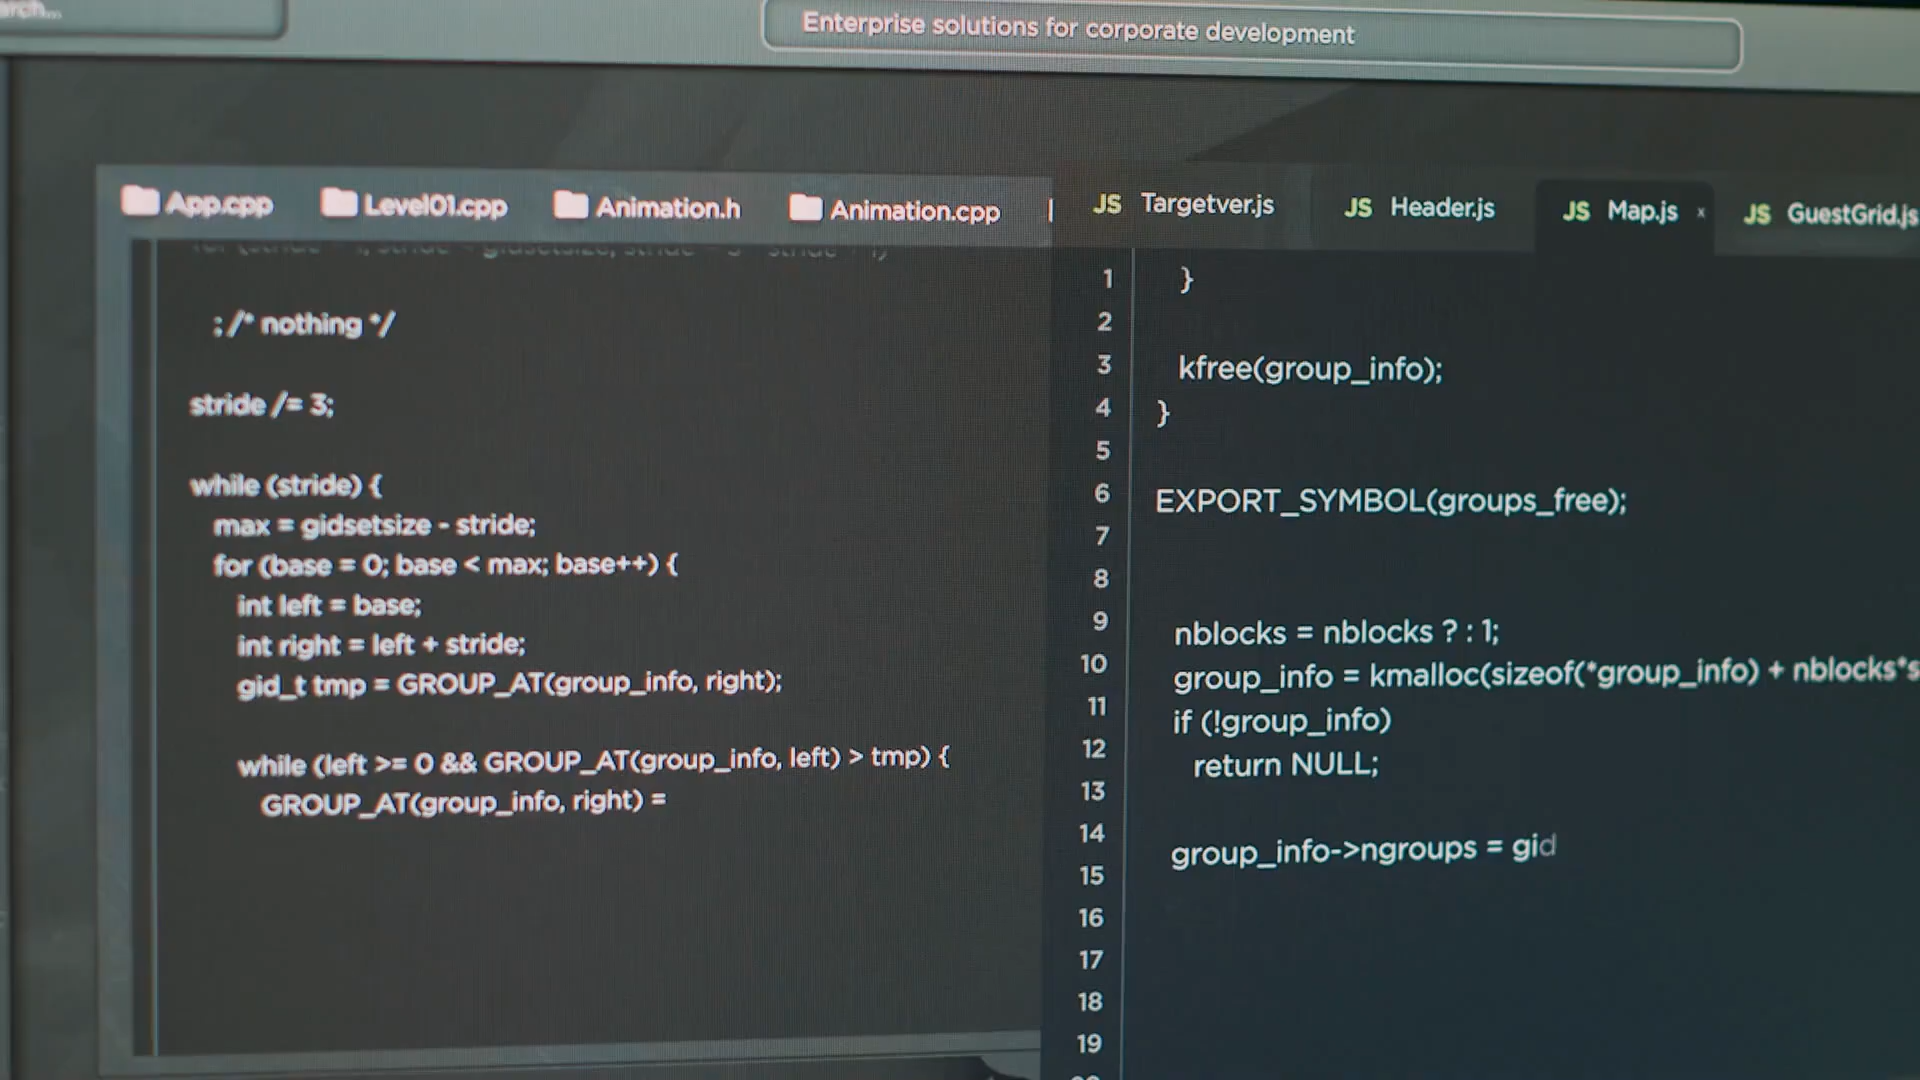 Enterprise solutions for corporate development
App.cpp Level01.cpp Animation.h Animation.cpp
; /* nothing */
stride /= 3;
while (stride) {
max = gidsetsize - stride;
for (base = 0; base < max; base++) {
int left = base;
int right = left + stride;
gid_t tmp = GROUP_AT(group_info, right);
while (left >= 0 && GROUP_AT(group_info, left) > tmp) {
GROUP_AT(group_info, right) =
JS Targetver.js JS Header.js JS Map.js x JS GuestGrid.js
1 }
2
3 kfree(group_info);
4 }
5
6 EXPORT_SYMBOL(groups_free);
7
8
9 nblocks = nblocks ? : 1;
10 group_info = kmalloc(sizeof(*group_info) + nblocks*s
11 if (!group_info)
12 return NULL;
13
14 group_info->ngroups = gid
15
16
17
18
19